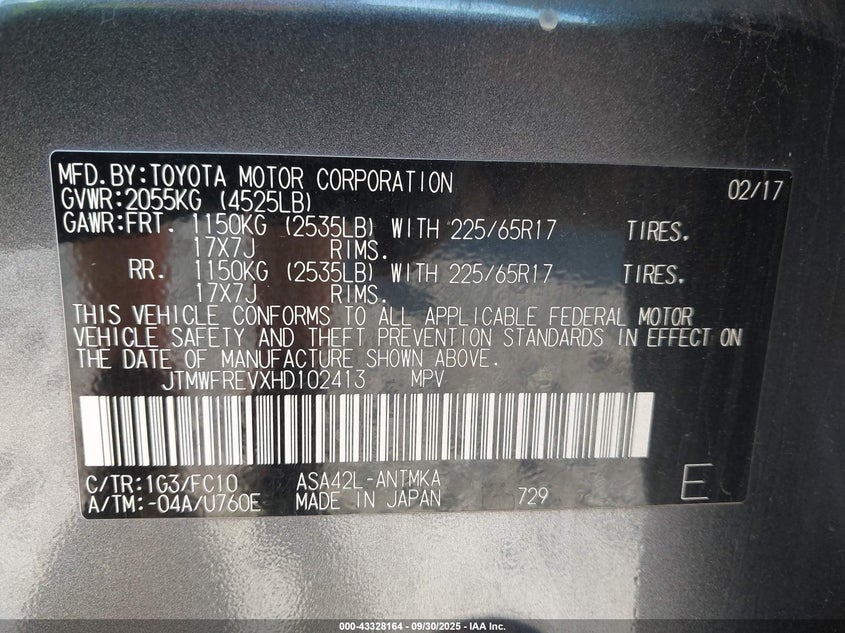 MFD.BY:TOYOTA MOTOR CORPORATION 02/17
GVWR:2055KG (4525LB)
GAWR:FRT. 1150KG (2535LB) WITH 225/65R17 TIRES.
17X7J RIMS.
RR. 1150KG (2535LB) WITH 225/65R17 TIRES.
17X7J RIMS.
THIS VEHICLE CONFORMS TO ALL APPLICABLE FEDERAL MOTOR
VEHICLE SAFETY AND THEFT PREVENTION STANDARDS IN EFFECT ON
THE DATE OF MANUFACTURE SHOWN ABOVE.
JTMWFREVXHD102413 MPV
C/TR:1G3/FC10 ASA42L-ANTMKA
A/TM:-04A/U760E MADE IN JAPAN 729 E
000-43328164 - 09/30/2025 - IAA Inc.